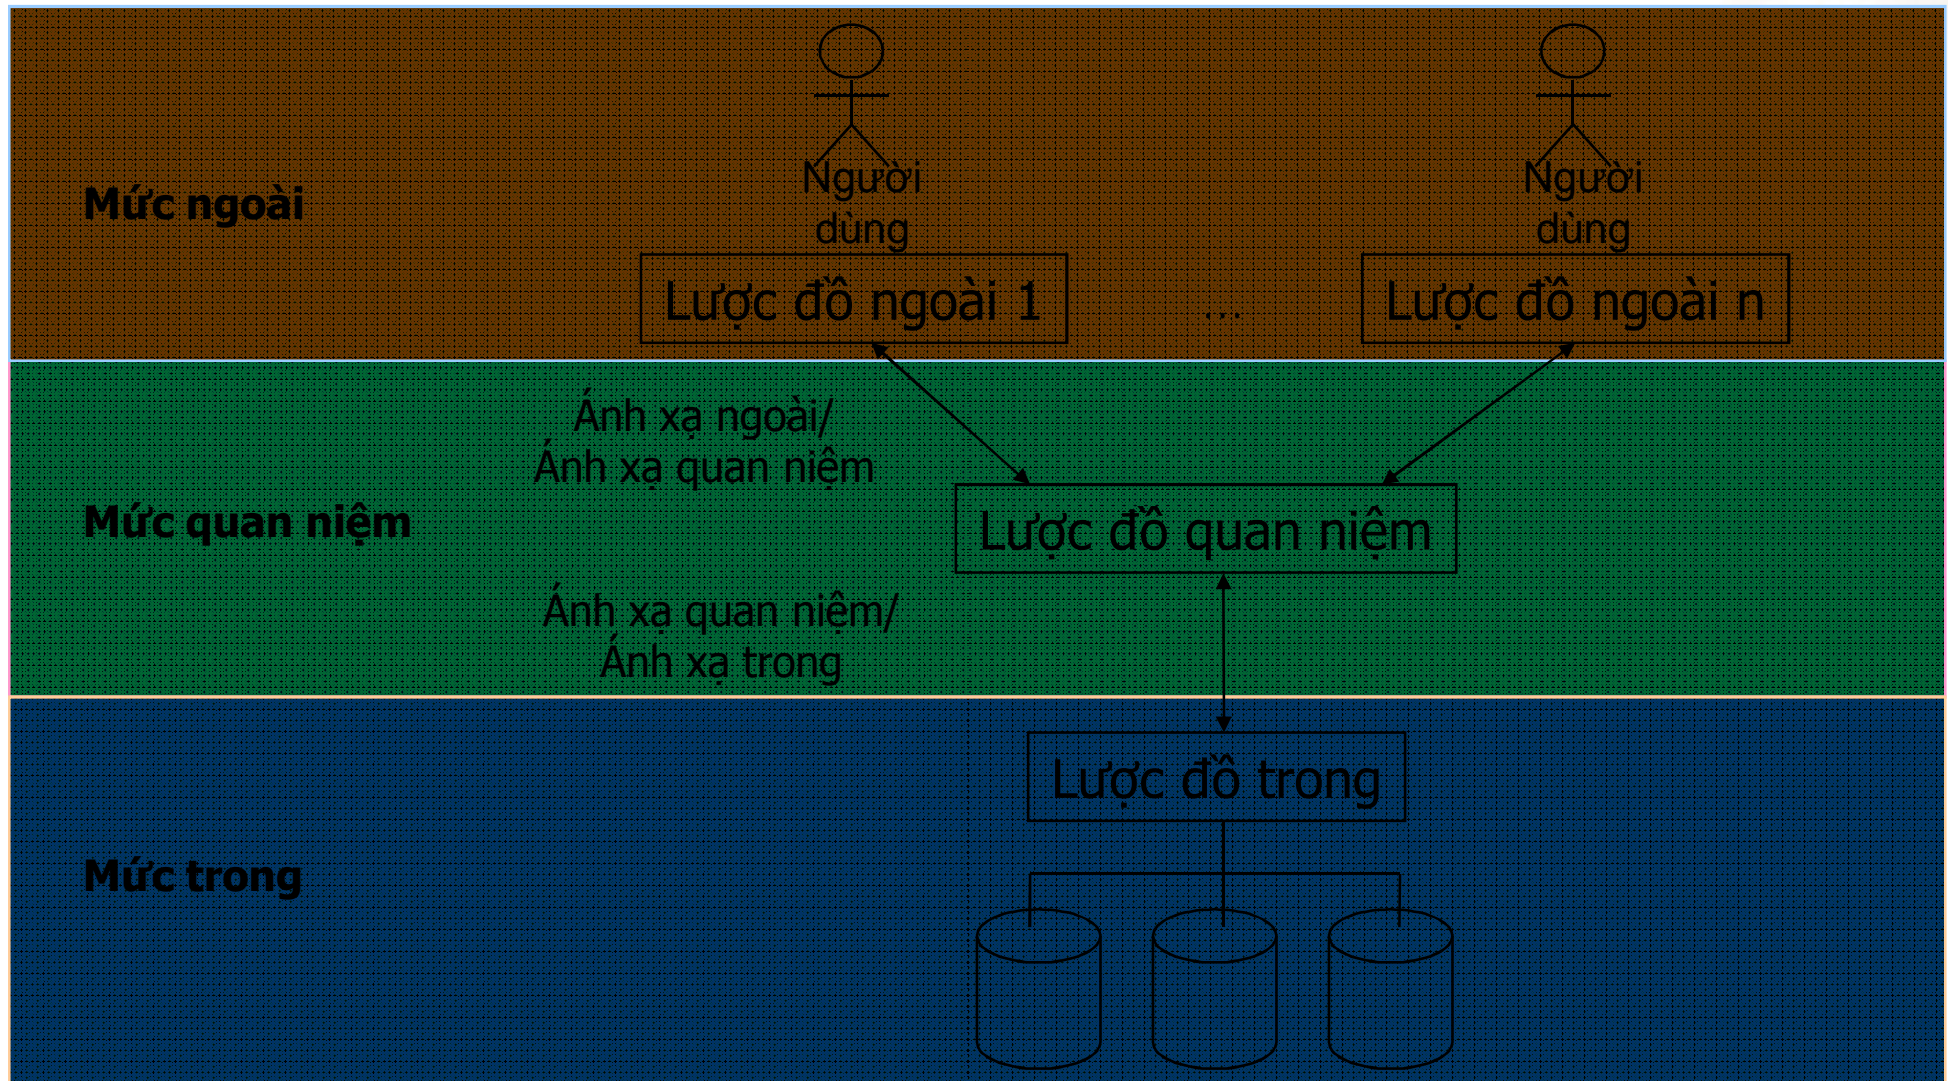 Người
dùng
Người
dùng
Mức ngoài
Lược đồ ngoài 1
...
Lược đồ ngoài n
Ánh xạ ngoài/
Ánh xạ quan niệm
Mức quan niệm
Lược đồ quan niệm
Ánh xạ quan niệm/
Ánh xạ trong
Lược đồ trong
Mức trong